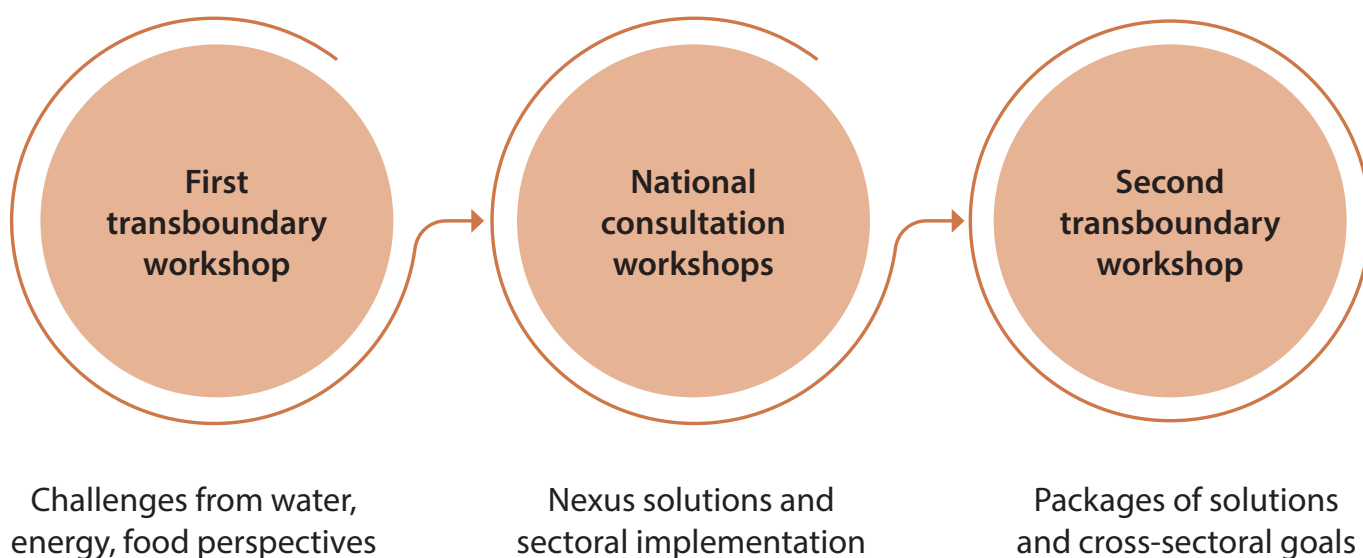 First
transboundary
workshop
National
consultation
workshops
Second
transboundary
workshop
Challenges from water,
energy, food perspectives
Nexus solutions and
sectoral implementation
Packages of solutions
and cross-sectoral goals